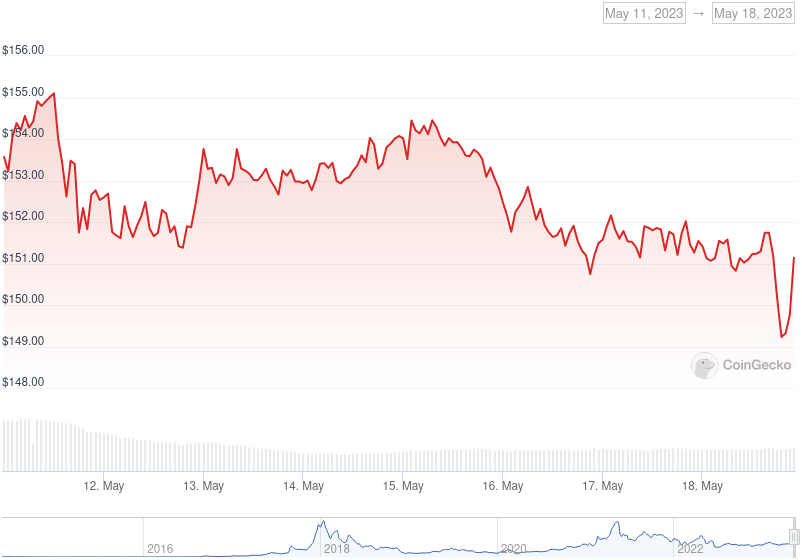 May 11, 2023 → May 18, 2023
$156.00
$155.00
$154.00
$153.00
$152.00
$151.00
$150.00
$149.00
CoinGecko
$148.00
12. May 13. May 14. May 15. May 16. May 17. May 18. May
2016 2018 2020 2022